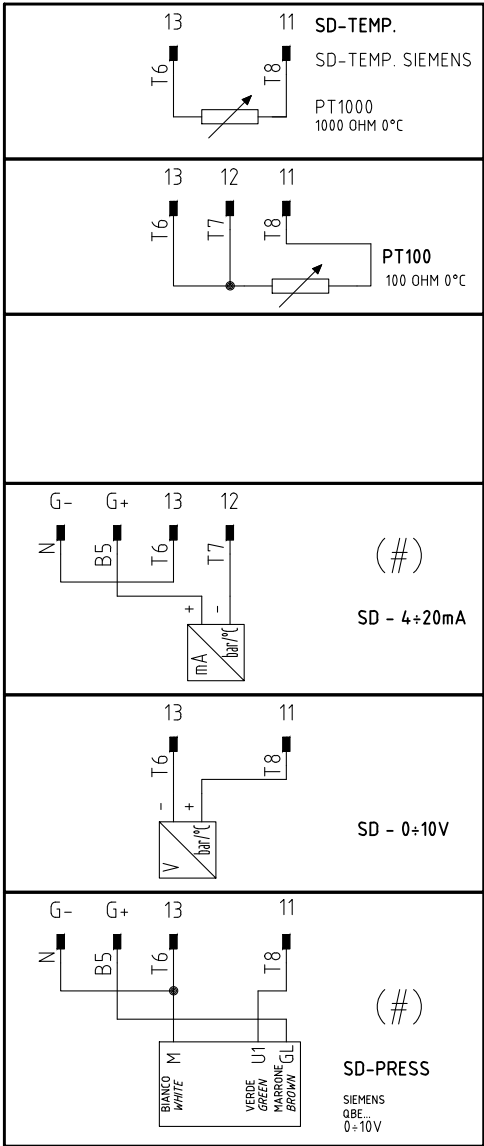 13 11 SD-TEMP.
T6 T8 SD-TEMP. SIEMENS
PT1000
1000 OHM 0°C
13 12 11
T6 T7 T8
PT100
100 OHM 0°C
G- G+ 13 12
N B5 T6 T7
(#)
+ -
mA bar/°C
SD - 4÷20mA
13 11
T6 T8
- +
V bar/°C
SD - 0÷10V
G- G+ 13 11
N B5 T6 T8
(#)
M U1 GL
BIANCO
WHITE
VERDE
GREEN
MARRONE
BROWN
SD-PRESS
SIEMENS
QBE...
0÷10V